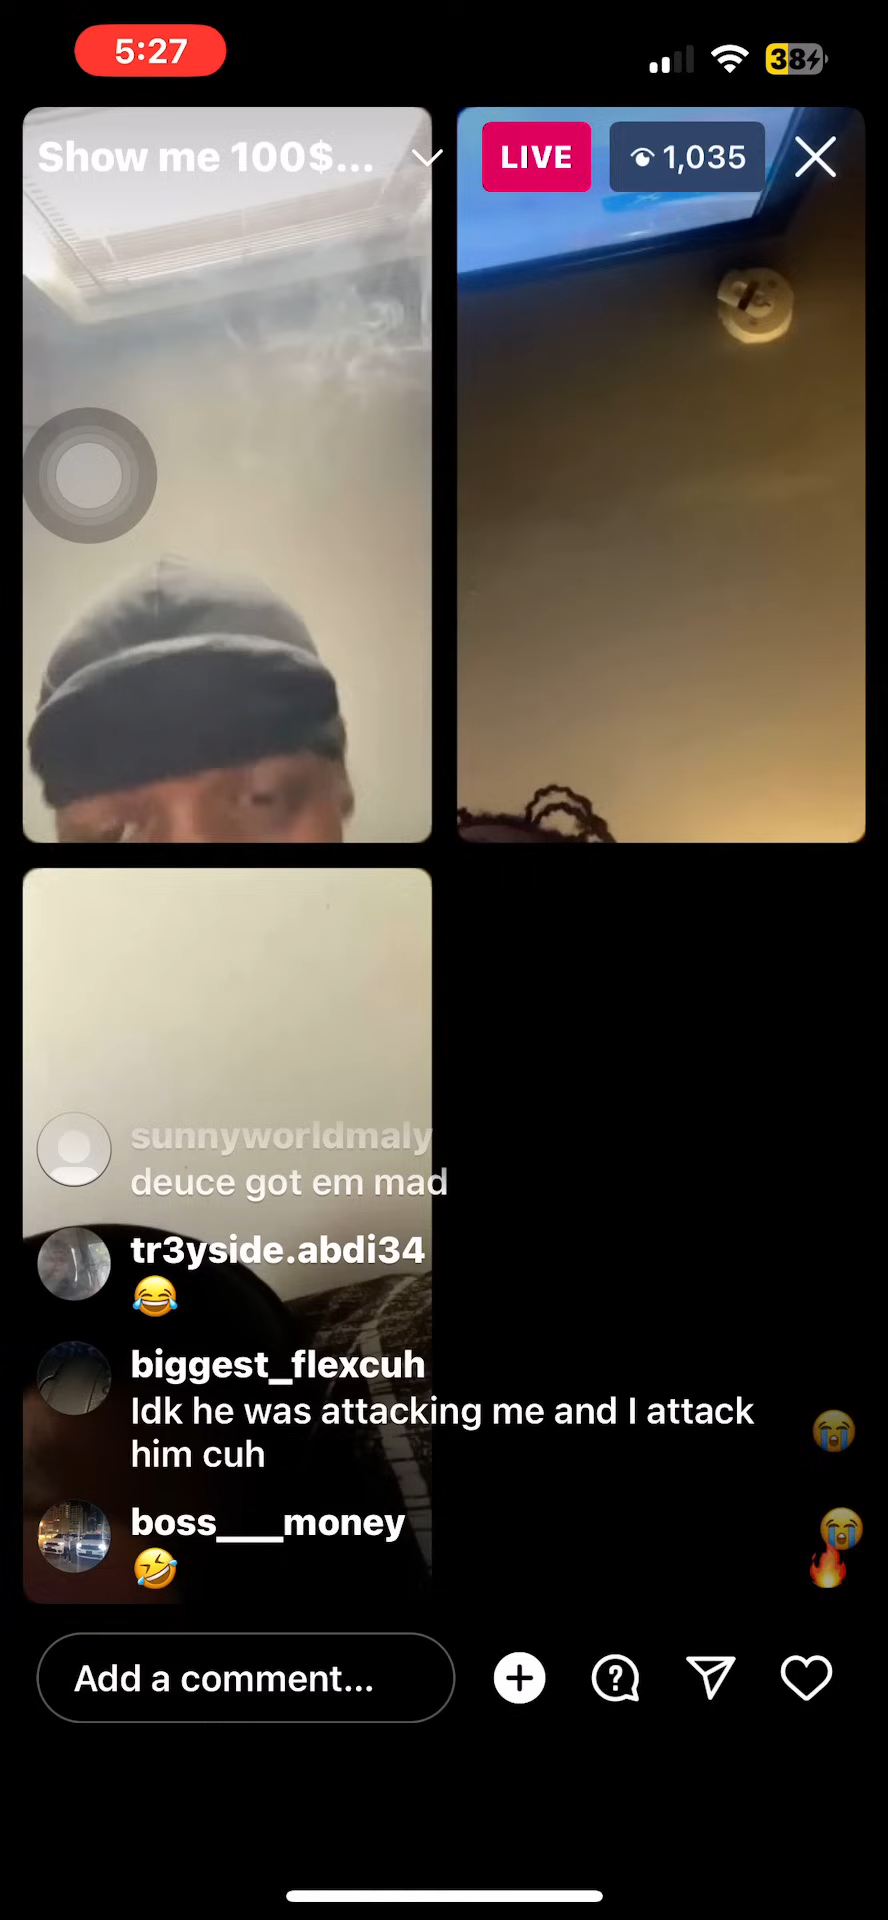 5:27
38
Show me 100$...
LIVE
1,035
sunnyworldmaly
deuce got em mad
tr3yside.abdi34
😂
biggest_flexcuh
Idk he was attacking me and I attack
him cuh
boss___money
🤣
Add a comment...